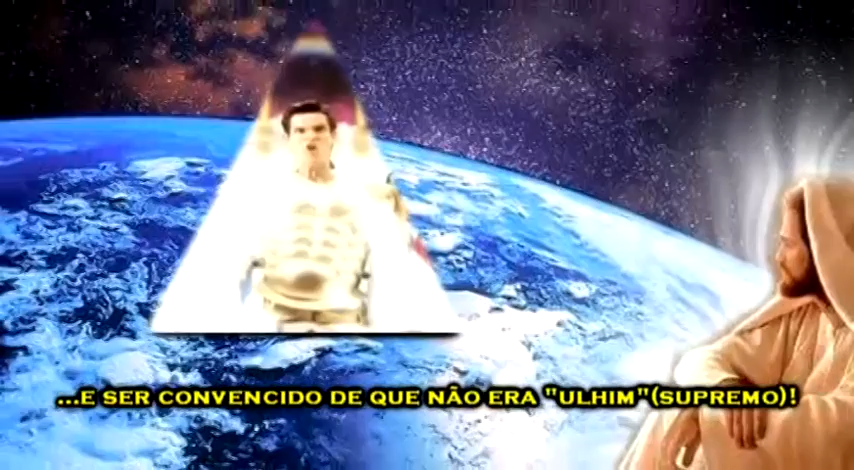 ...E SER CONVENCIDO DE QUE NÃO ERA "ULHIM"(SUPREMO)!